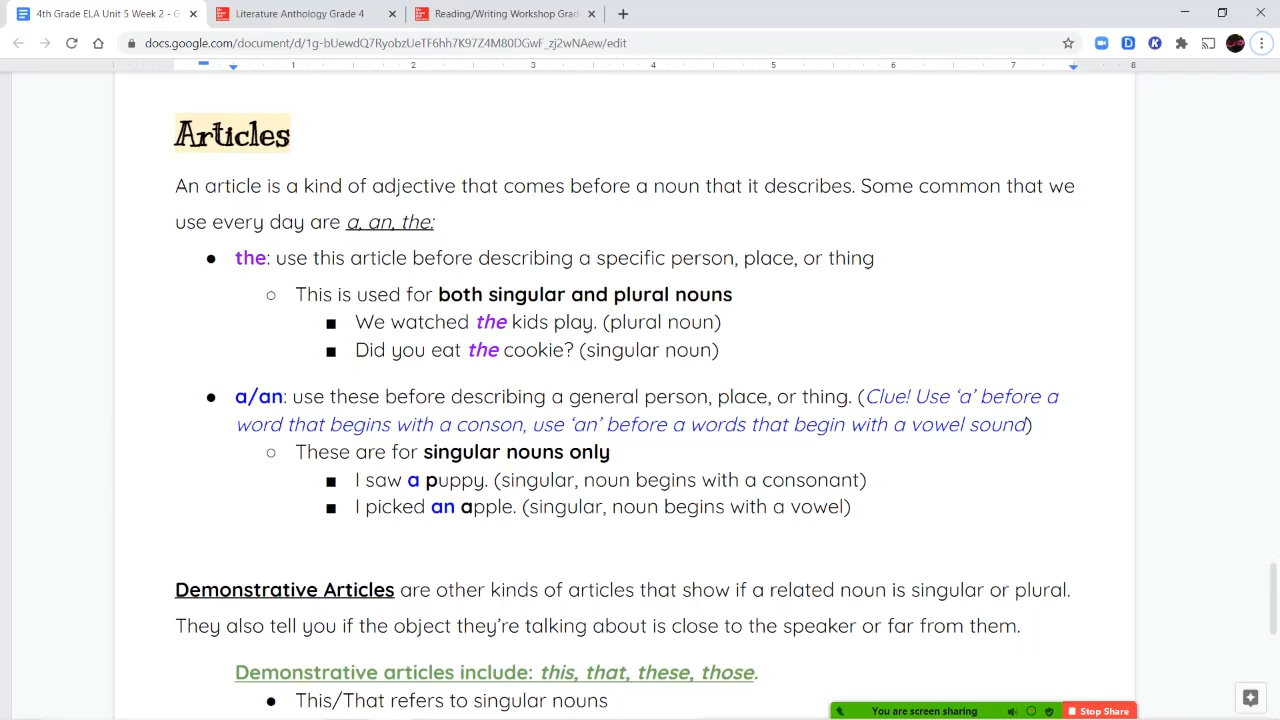 4th Grade ELA Unit 5 Week 2 - G
Literature Anthology Grade 4
Reading/Writing Workshop Grad
docs.google.com/document/d/1g-bUewdQ7RyobzUeTF6hh7K97Z4M80DGwF_zj2wNAew/edit
1 2 3 4 5 6 7 8
Articles
An article is a kind of adjective that comes before a noun that it describes. Some common that we
use every day are a, an, the:
● the: use this article before describing a specific person, place, or thing
○ This is used for both singular and plural nouns
■ We watched the kids play. (plural noun)
■ Did you eat the cookie? (singular noun)
● a/an: use these before describing a general person, place, or thing. (Clue! Use ‘a’ before a
word that begins with a conson, use ‘an’ before a words that begin with a vowel sound)
○ These are for singular nouns only
■ I saw a puppy. (singular, noun begins with a consonant)
■ I picked an apple. (singular, noun begins with a vowel)
Demonstrative Articles are other kinds of articles that show if a related noun is singular or plural.
They also tell you if the object they’re talking about is close to the speaker or far from them.
Demonstrative articles include: this, that, these, those.
● This/That refers to singular nouns
You are screen sharing
Stop Share